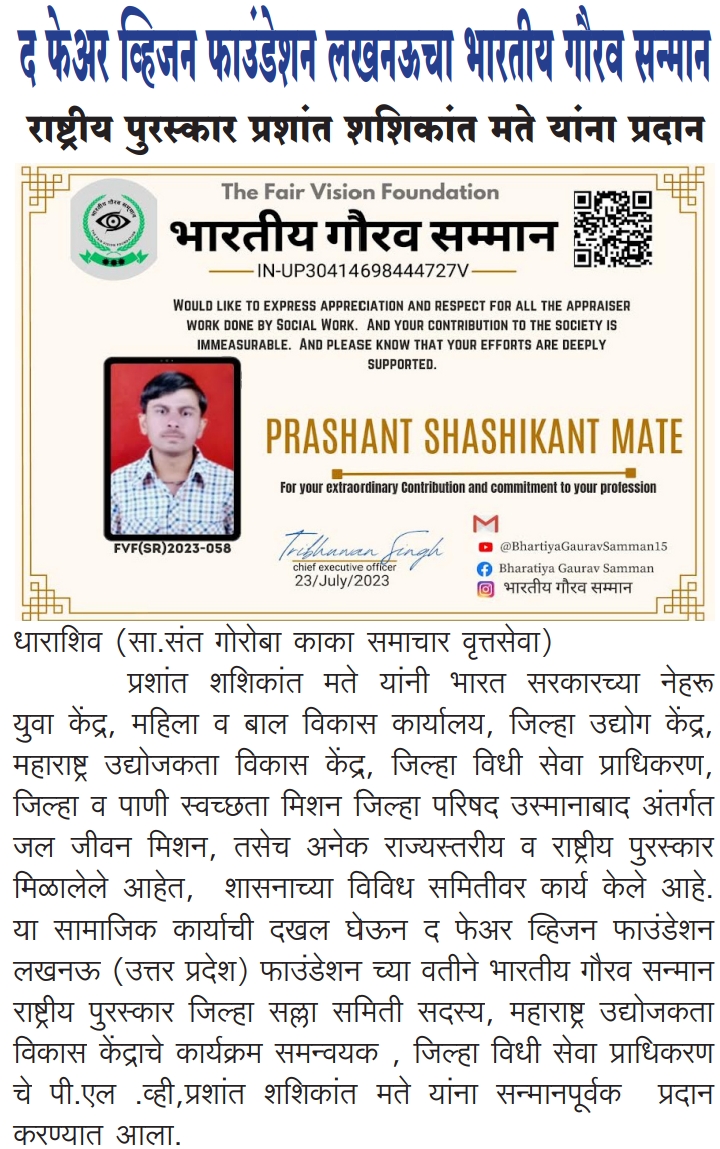 द फेअर व्हिजन फाउंडेशन लखनऊचा भारतीय गौरव सन्मान
राष्ट्रीय पुरस्कार प्रशांत शशिकांत मते यांना प्रदान
The Fair Vision Foundation
भारतीय गौरव सम्मान
IN-UP30414698444727V
WOULD LIKE TO EXPRESS APPRECIATION AND RESPECT FOR ALL THE APPRAISER
WORK DONE BY SOCIAL WORK. AND YOUR CONTRIBUTION TO THE SOCIETY IS
IMMEASURABLE. AND PLEASE KNOW THAT YOUR EFFORTS ARE DEEPLY
SUPPORTED.
PRASHANT SHASHIKANT MATE
For your extraordinary Contribution and commitment to your profession
FYF(SR)2023-058
Tribhuwan Singh
chief executive officer
23/July/2023
@BhartiyaGauravSamman15
Bharatiya Gaurav Samman
भारतीय गौरव सम्मान
धाराशिव (सा.संत गोरोबा काका समाचार वृत्तसेवा)
प्रशांत शशिकांत मते यांनी भारत सरकारच्या नेहरू
युवा केंद्र, महिला व बाल विकास कार्यालय, जिल्हा उद्योग केंद्र,
महाराष्ट्र उद्योजकता विकास केंद्र, जिल्हा विधी सेवा प्राधिकरण,
जिल्हा व पाणी स्वच्छता मिशन जिल्हा परिषद उस्मानाबाद अंतर्गत
जल जीवन मिशन, तसेच अनेक राज्यस्तरीय व राष्ट्रीय पुरस्कार
मिळालेले आहेत, शासनाच्या विविध समितीवर कार्य केले आहे.
या सामाजिक कार्याची दखल घेऊन द फेअर व्हिजन फाउंडेशन
लखनऊ (उत्तर प्रदेश) फाउंडेशन च्या वतीने भारतीय गौरव सन्मान
राष्ट्रीय पुरस्कार जिल्हा सल्ला समिती सदस्य, महाराष्ट्र उद्योजकता
विकास केंद्राचे कार्यक्रम समन्वयक , जिल्हा विधी सेवा प्राधिकरण
चे पी.एल .व्ही,प्रशांत शशिकांत मते यांना सन्मानपूर्वक प्रदान
करण्यात आला.